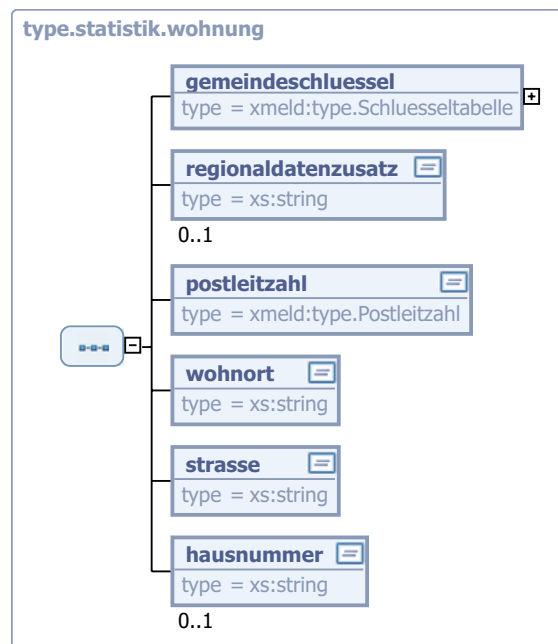 type.statistik.wohnung
gemeindeschluessel
type = xmeld:type.Schluesseltabelle
regionaldatenzusatz
type = xs:string
0..1
postleitzahl
type = xmeld:type.Postleitzahl
wohnort
type = xs:string
strasse
type = xs:string
hausnummer
type = xs:string
0..1